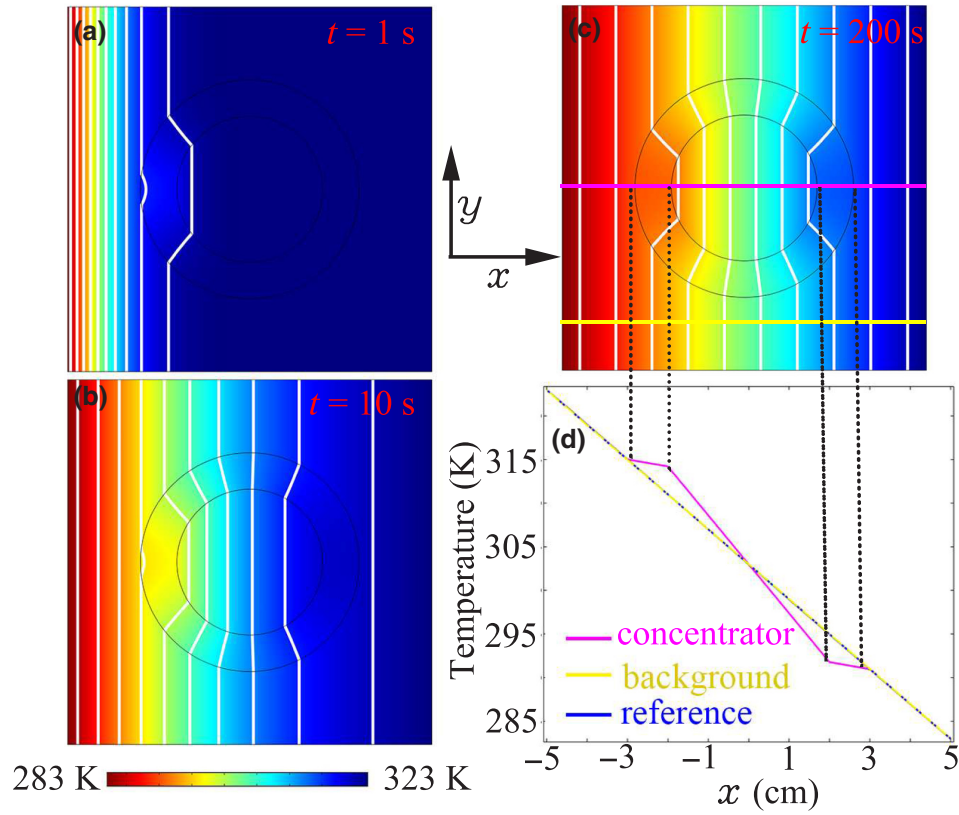 (a)
t = 1 s
(c)
t = 200 s
y
x
(b)
t = 10 s
283 K
323 K
(d)
Temperature (K)
315
305
295
285
concentrator
background
reference
−5
−3
−1
1
3
5
x (cm)